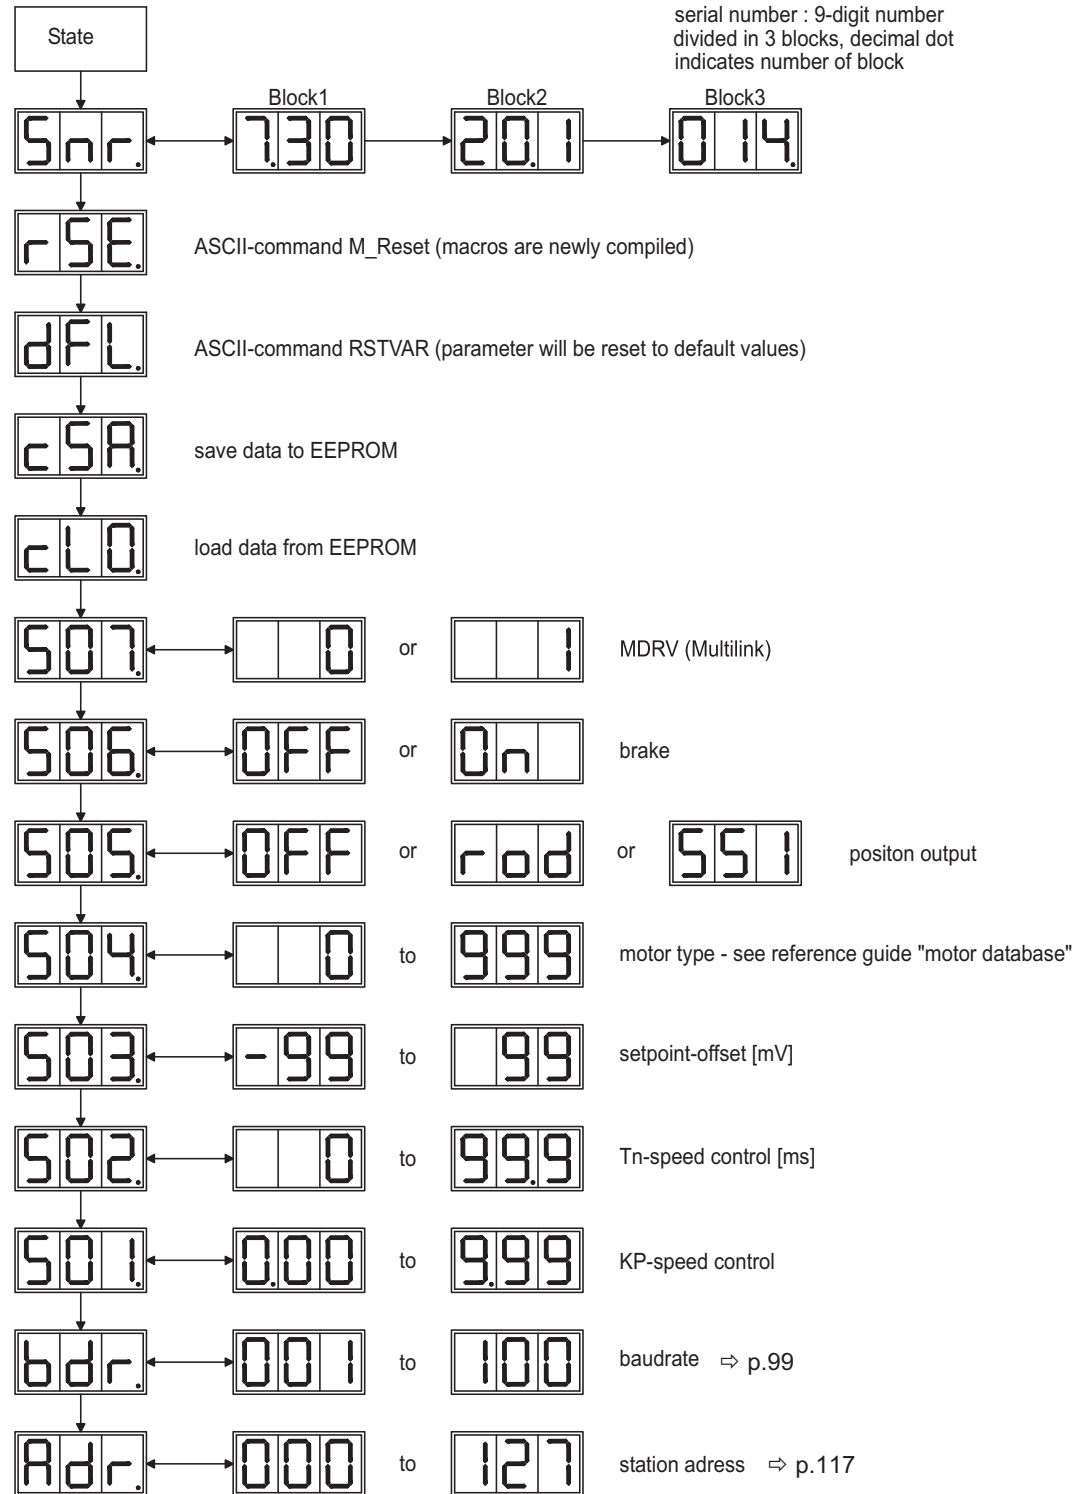 State
serial number : 9-digit number
divided in 3 blocks, decimal dot
indicates number of block
Block1 Block2 Block3
Snr. 7.30 20.1 014.
rSE. ASCII-command M_Reset (macros are newly compiled)
dFL. ASCII-command RSTVAR (parameter will be reset to default values)
cSA. save data to EEPROM
cLO. load data from EEPROM
S07. 0 or 1 MDRV (Multilink)
S06. OFF or On brake
S05. OFF or rod or SSI positon output
S04. 0 to 999 motor type - see reference guide "motor database"
S03. -99 to 99 setpoint-offset [mV]
S02. 0 to 99.9 Tn-speed control [ms]
S01. 0.00 to 9.99 KP-speed control
bdr. 001 to 100 baudrate ⇨ p.99
Adr. 000 to 127 station adress ⇨ p.117